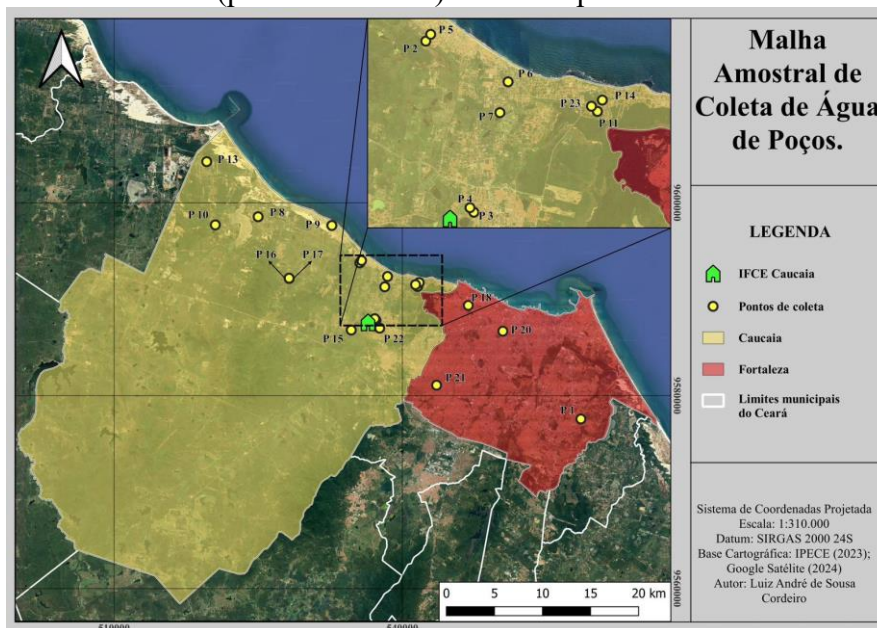 Malha
Amostral de
Coleta de Água
de Poços.
LEGENDA
IFCE Caucaia
Pontos de coleta
Caucaia
Fortaleza
Limites municipais
do Ceará
Sistema de Coordenadas Projetada
Escala: 1:310.000
Datum: SIRGAS 2000 24S
Base Cartográfica: IPECE (2023);
Google Satélite (2024)
Autor: Luiz André de Sousa
Cordeiro
P 5
P 2
P 6
P 7
P 14
P 23
P 11
P 4
P 3
P 13
P 10
P 8
P 9
P 16
P 17
P 15
P 22
P 18
P 20
P 21
P 1
9600000
9580000
9560000
0 5 10 15 20 km